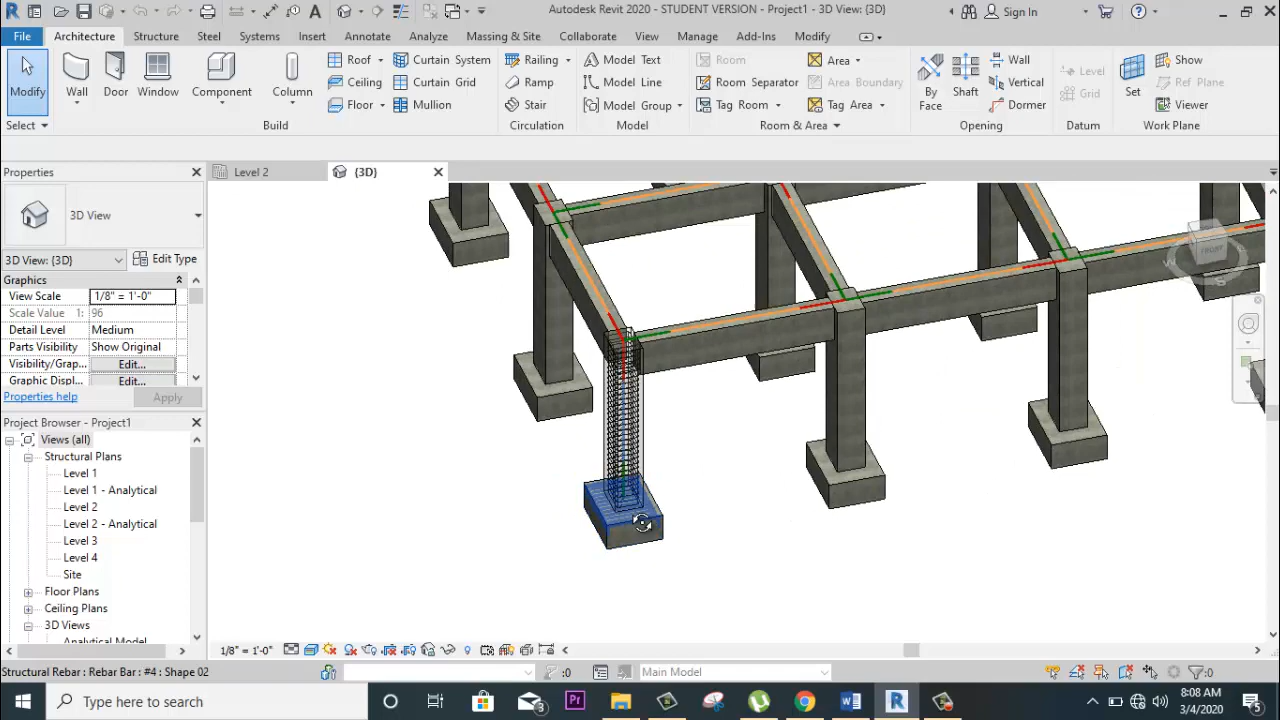 Autodesk Revit 2020 - STUDENT VERSION - Project1 - 3D View: {3D}
Sign In
File Architecture Structure Steel Systems Insert Annotate Analyze Massing & Site Collaborate View Manage Add-Ins Modify
Modify Wall Door Window Component Column
Roof Curtain System Railing Model Text Room Area Wall Level Show
Ceiling Curtain Grid Ramp Model Line Room Separator Area Boundary Vertical Grid Ref Plane
Floor Mullion Stair Model Group Tag Room Tag Area By Face Shaft Dormer Set Viewer
Select Build Circulation Model Room & Area Opening Datum Work Plane
Properties
Level 2
{3D}
3D View
3D View: {3D} Edit Type
Graphics
View Scale 1/8" = 1'-0"
Scale Value 1: 96
Detail Level Medium
Parts Visibility Show Original
Visibility/Grap... Edit...
Graphic Displ... Edit...
Properties help Apply
Project Browser - Project1
Views (all)
Structural Plans
Level 1
Level 1 - Analytical
Level 2
Level 2 - Analytical
Level 3
Level 4
Site
Floor Plans
Ceiling Plans
3D Views
Analytical Model
FRONT
1/8" = 1'-0"
Structural Rebar : Rebar Bar : #4 : Shape 02
:0
Main Model
:0
Type here to search
3
Pr
8:08 AM
3/4/2020
5